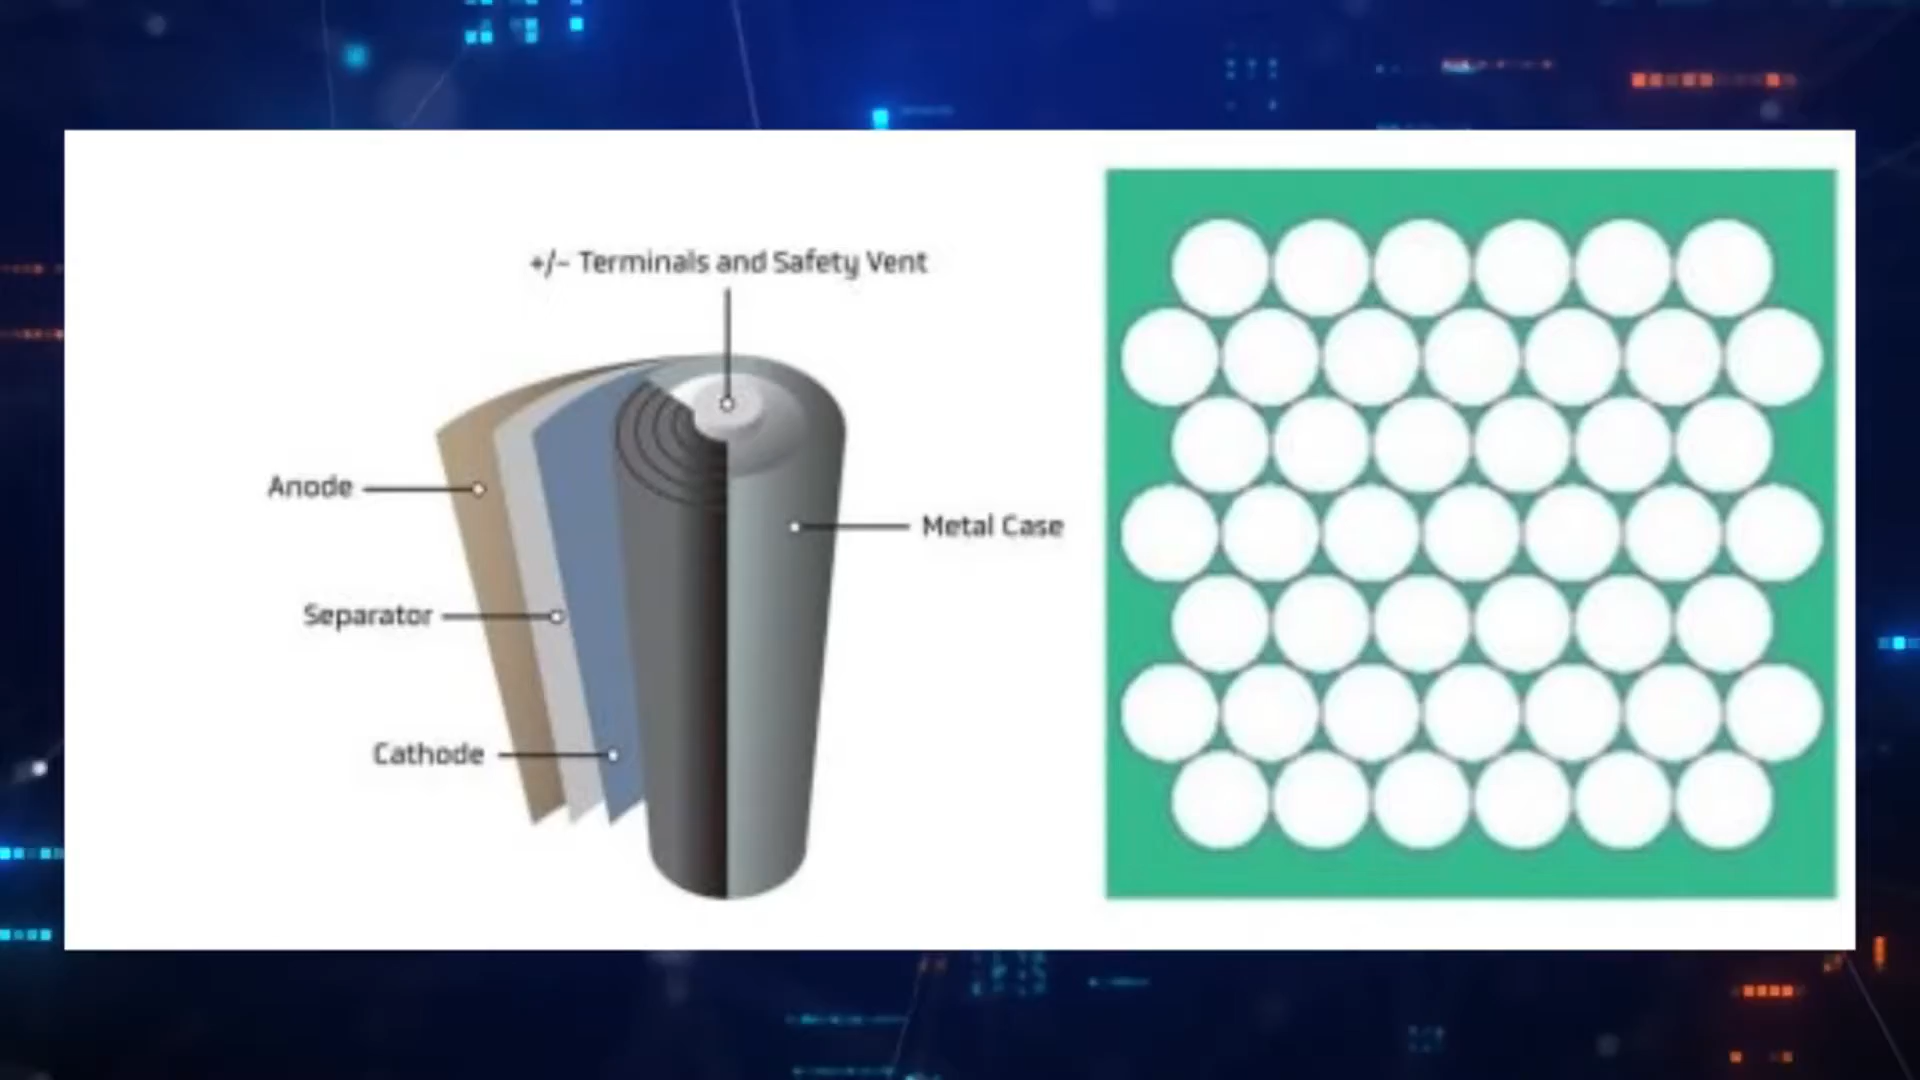 +/- Terminals and Safety Vent
Anode
Metal Case
Separator
Cathode